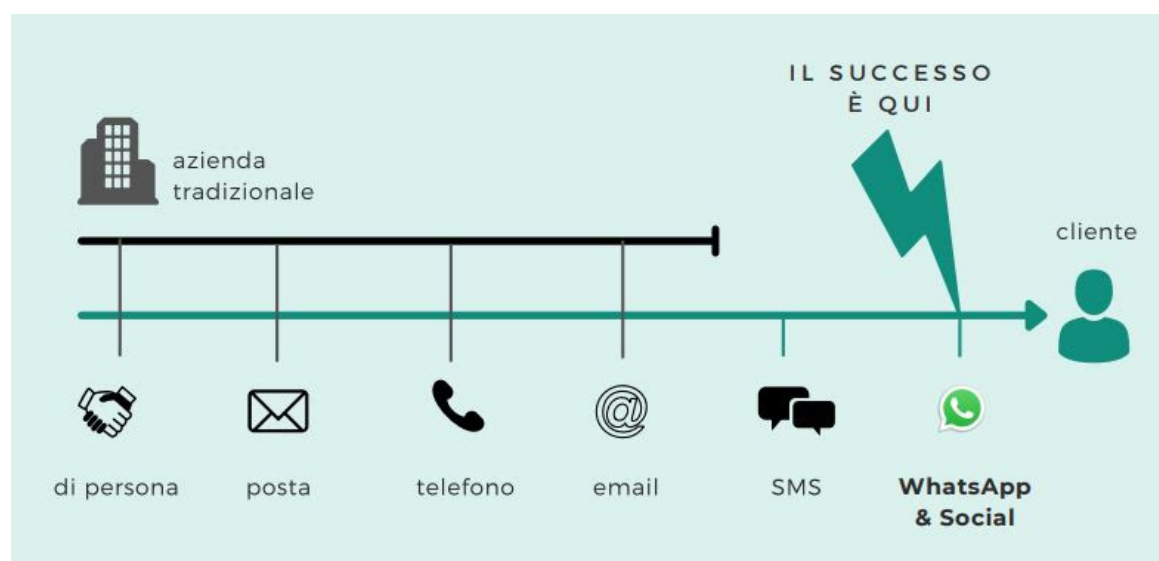 IL SUCCESSO
È QUI
azienda
tradizionale
cliente
di persona
posta
telefono
email
SMS
WhatsApp
& Social